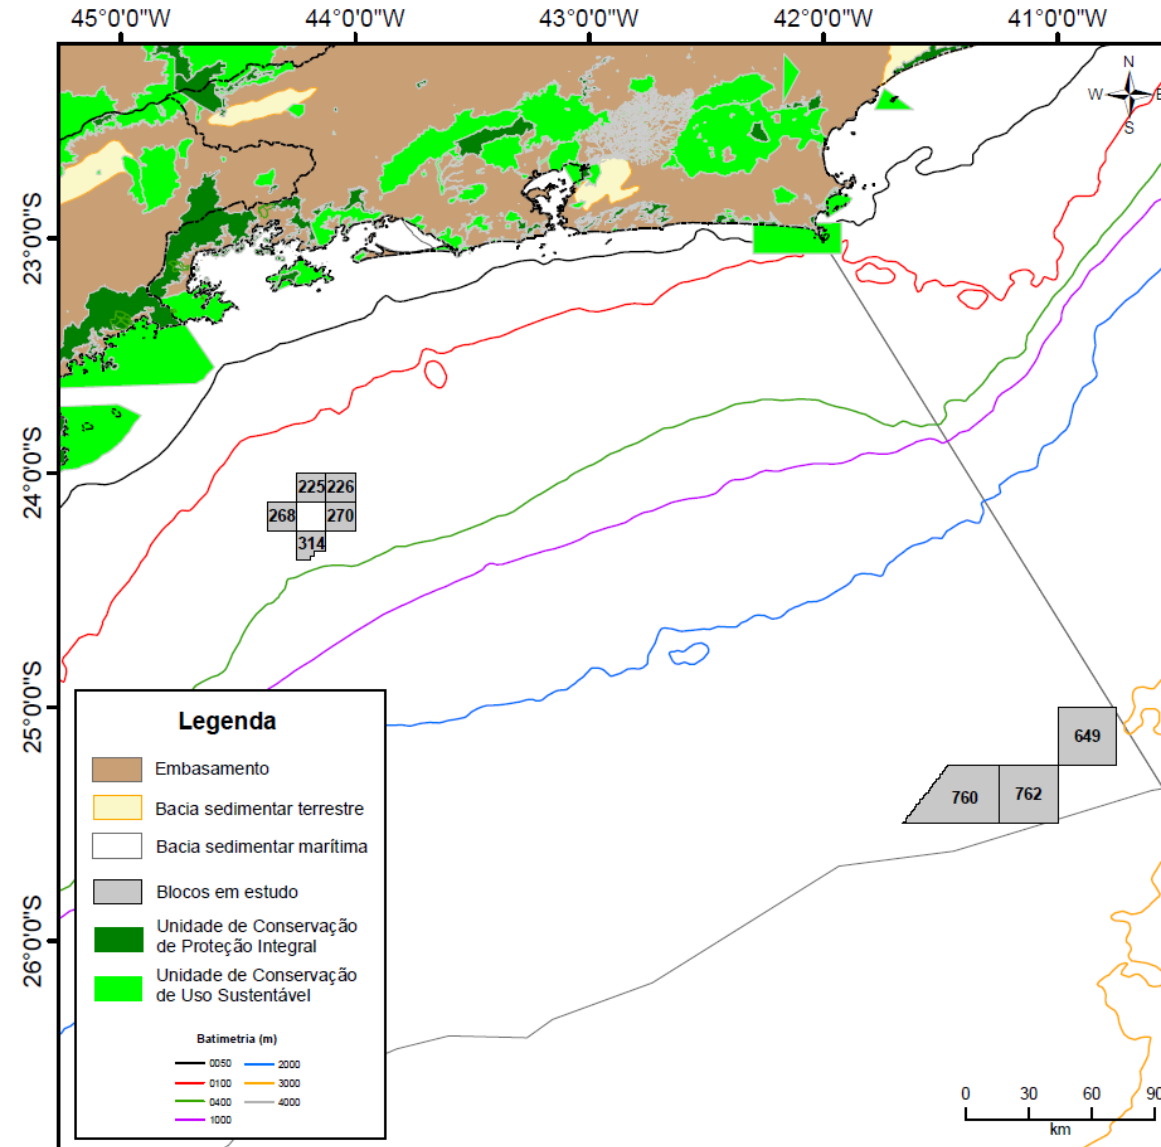 45°0'0"W 44°0'0"W 43°0'0"W 42°0'0"W 41°0'0"W
N
W E
S
23°0'0"S
24°0'0"S
225 226
268 270
314
25°0'0"S
649
760 762
26°0'0"S
Legenda
Embasamento
Bacia sedimentar terrestre
Bacia sedimentar marítima
Blocos em estudo
Unidade de Conservação
de Proteção Integral
Unidade de Conservação
de Uso Sustentável
Batimetria (m)
0050 2000
0100 3000
0400 4000
1000
0 30 60 90
km